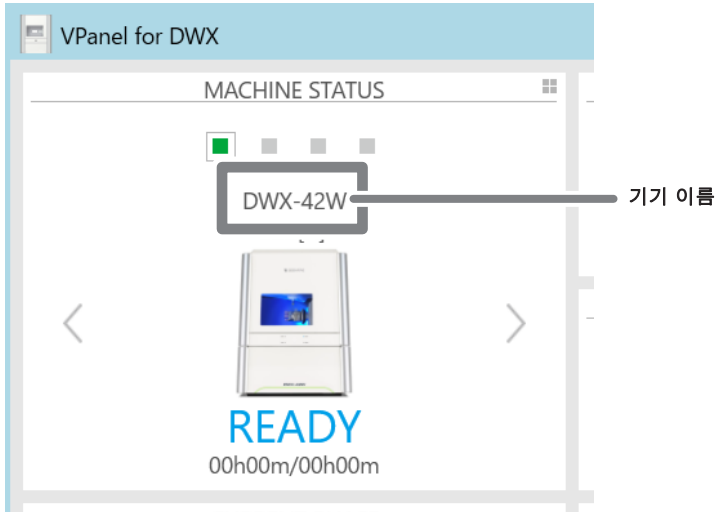 VPanel for DWX
MACHINE STATUS
DWX-42W
기기 이름
READY
00h00m/00h00m